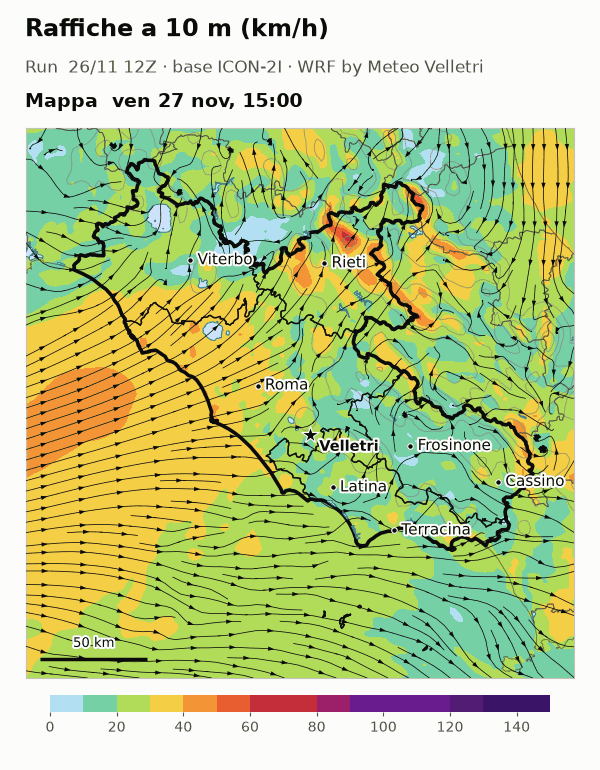 Raffiche a 10 m (km/h)
Run 26/11 12Z · base ICON-2I · WRF by Meteo Velletri
Mappa ven 27 nov, 15:00
Viterbo
Rieti
Roma
Velletri
Frosinone
Latina
Cassino
Terracina
50 km
0 20 40 60 80 100 120 140